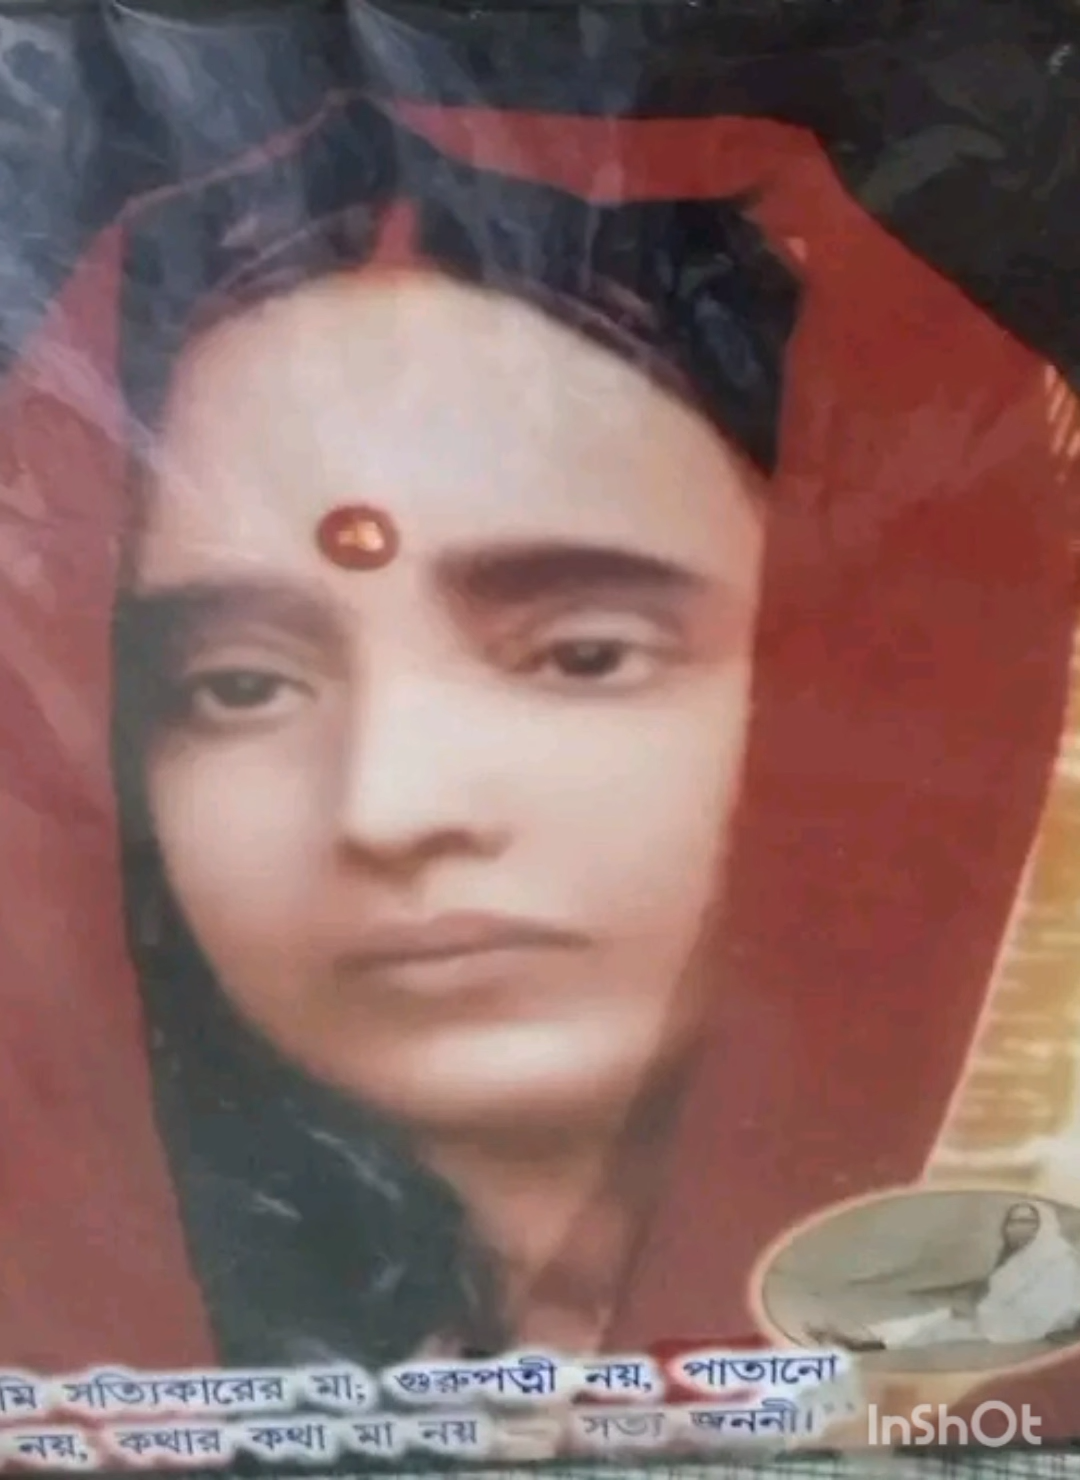 মি সত্যিকারের মা; গুরুপত্নী নয়, পাতানো
নয়, কথার কথা মা নয় — সত্য জননী।"
InShOt